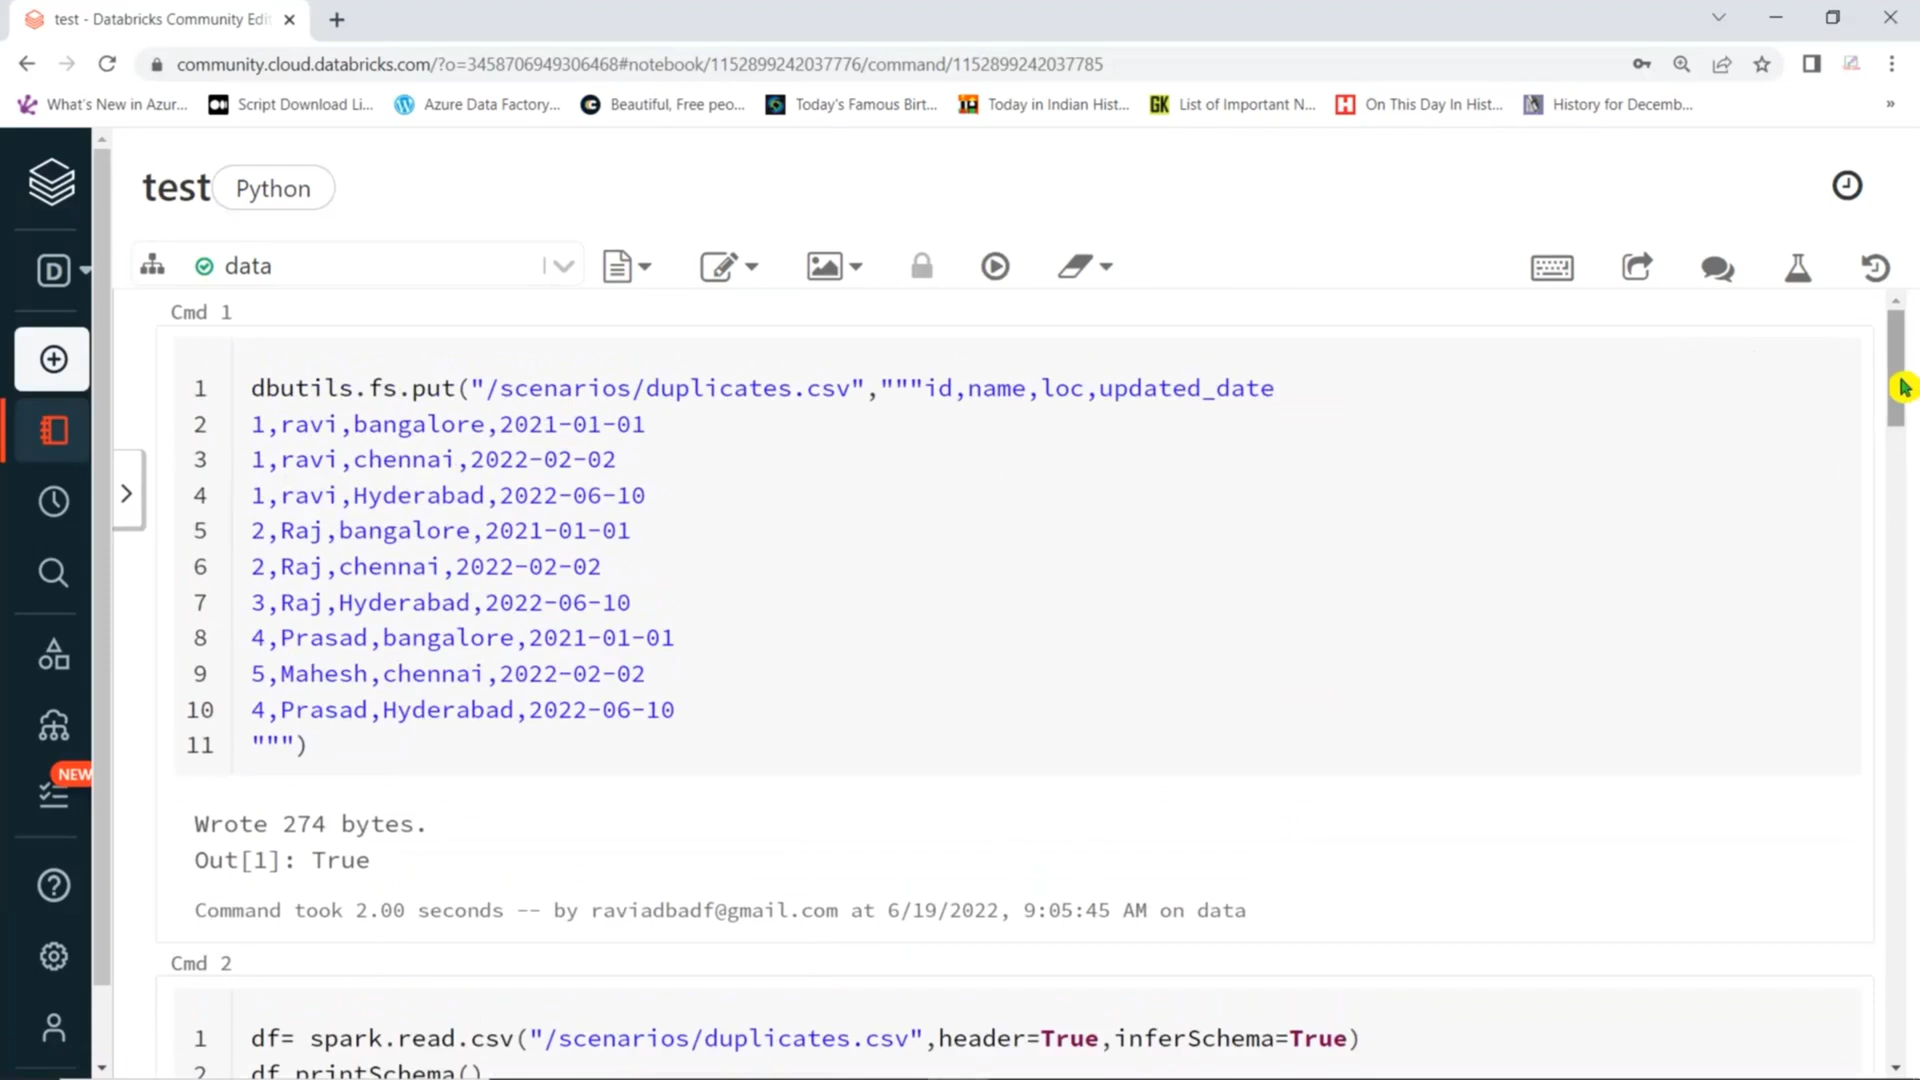 test - Databricks Community Edi
community.cloud.databricks.com/?o=3458706949306468#notebook/1152899242037776/command/1152899242037785
What's New in Azur... Script Download Li... Azure Data Factory... Beautiful, Free peo... Today's Famous Birt... Today in Indian Hist... GK List of Important N... H On This Day In Hist... History for Decemb... »
test Python
D
data
Cmd 1
1 dbutils.fs.put("/scenarios/duplicates.csv","""id,name,loc,updated_date
2 1,ravi,bangalore,2021-01-01
3 1,ravi,chennai,2022-02-02
4 1,ravi,Hyderabad,2022-06-10
5 2,Raj,bangalore,2021-01-01
6 2,Raj,chennai,2022-02-02
7 3,Raj,Hyderabad,2022-06-10
8 4,Prasad,bangalore,2021-01-01
9 5,Mahesh,chennai,2022-02-02
10 4,Prasad,Hyderabad,2022-06-10
11 """)
NEW
Wrote 274 bytes.
Out[1]: True
Command took 2.00 seconds -- by raviadbadf@gmail.com at 6/19/2022, 9:05:45 AM on data
Cmd 2
1 df= spark.read.csv("/scenarios/duplicates.csv",header=True,inferSchema=True)
2 df.printSchema()